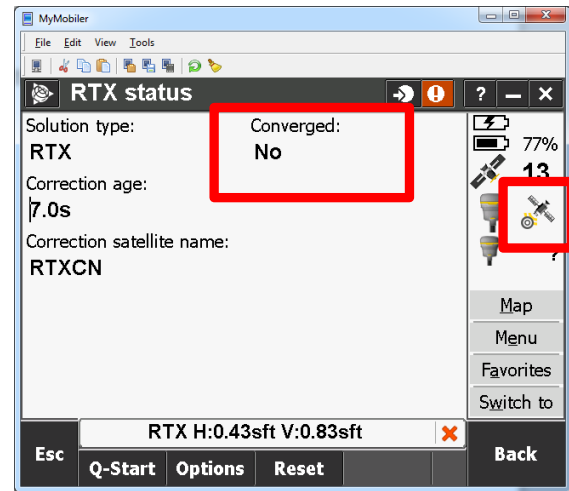 MyMobiler
File Edit View Tools
RTX status
? – ×
Solution type: Converged:
RTX No
77%
13
Correction age:
7.0s
?
Correction satellite name:
RTXCN
Map
Menu
Favorites
Switch to
RTX H:0.43sft V:0.83sft
Esc Q-Start Options Reset Back